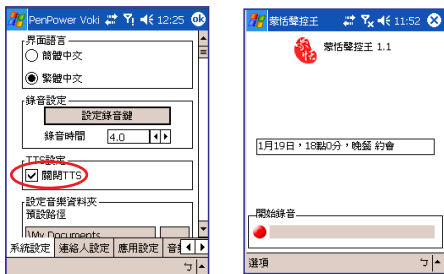 PenPower Voki 12:25 ok
界面語言
簡體中文
繁體中文
錄音設定
設定錄音鍵
錄音時間 4.0
TTS設定
關閉TTS
設定音樂資料夾
預設路徑
\My Documents
系統設定 連絡人設定 應用設定 音
ㄅ
蒙恬聲控王 11:52
蒙恬聲控王 1.1
1月19日,18點0分,晚餐 約會
開始錄音
選項 ㄅ